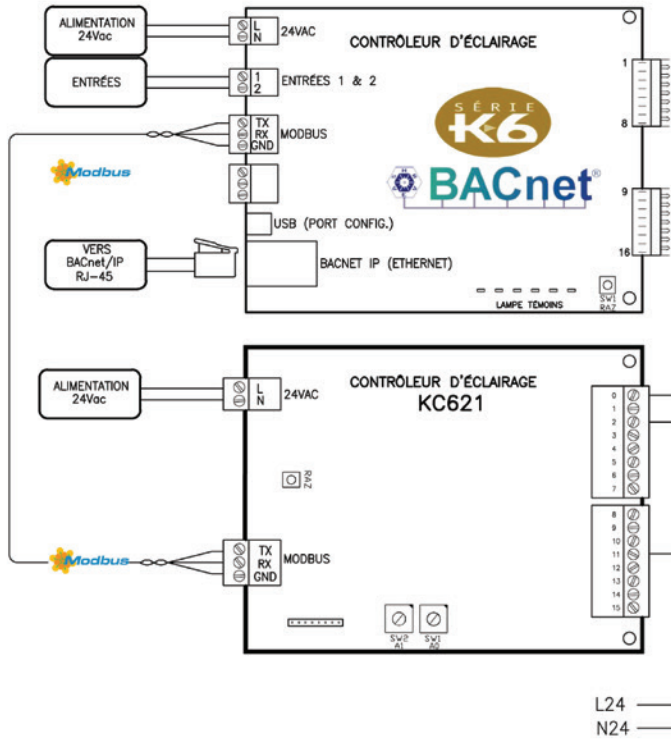 ALIMENTATION
24Vac
L
N
24VAC
ENTRÉES
1
2
ENTRÉES 1 & 2
TX
RX
GND
MODBUS
Modbus
USB (PORT CONFIG.)
VERS
BACnet/IP
RJ-45
BACNET IP (ETHERNET)
CONTRÔLEUR D'ÉCLAIRAGE
SÉRIE
K6
BACnet®
1
8
9
16
LAMPE TÉMOINS
SW1
RAZ
ALIMENTATION
24Vac
L
N
24VAC
CONTRÔLEUR D'ÉCLAIRAGE
KC621
RAZ
0
1
2
3
4
5
6
7
8
9
10
11
12
13
14
15
Modbus
TX
RX
GND
MODBUS
SW2
A1
SW1
A0
L24
N24